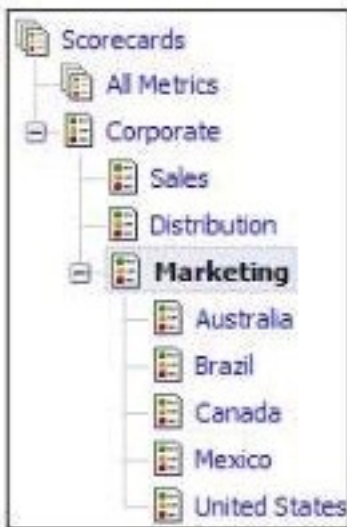 Scorecards
All Metrics
Corporate
Sales
Distribution
Marketing
Australia
Brazil
Canada
Mexico
United States